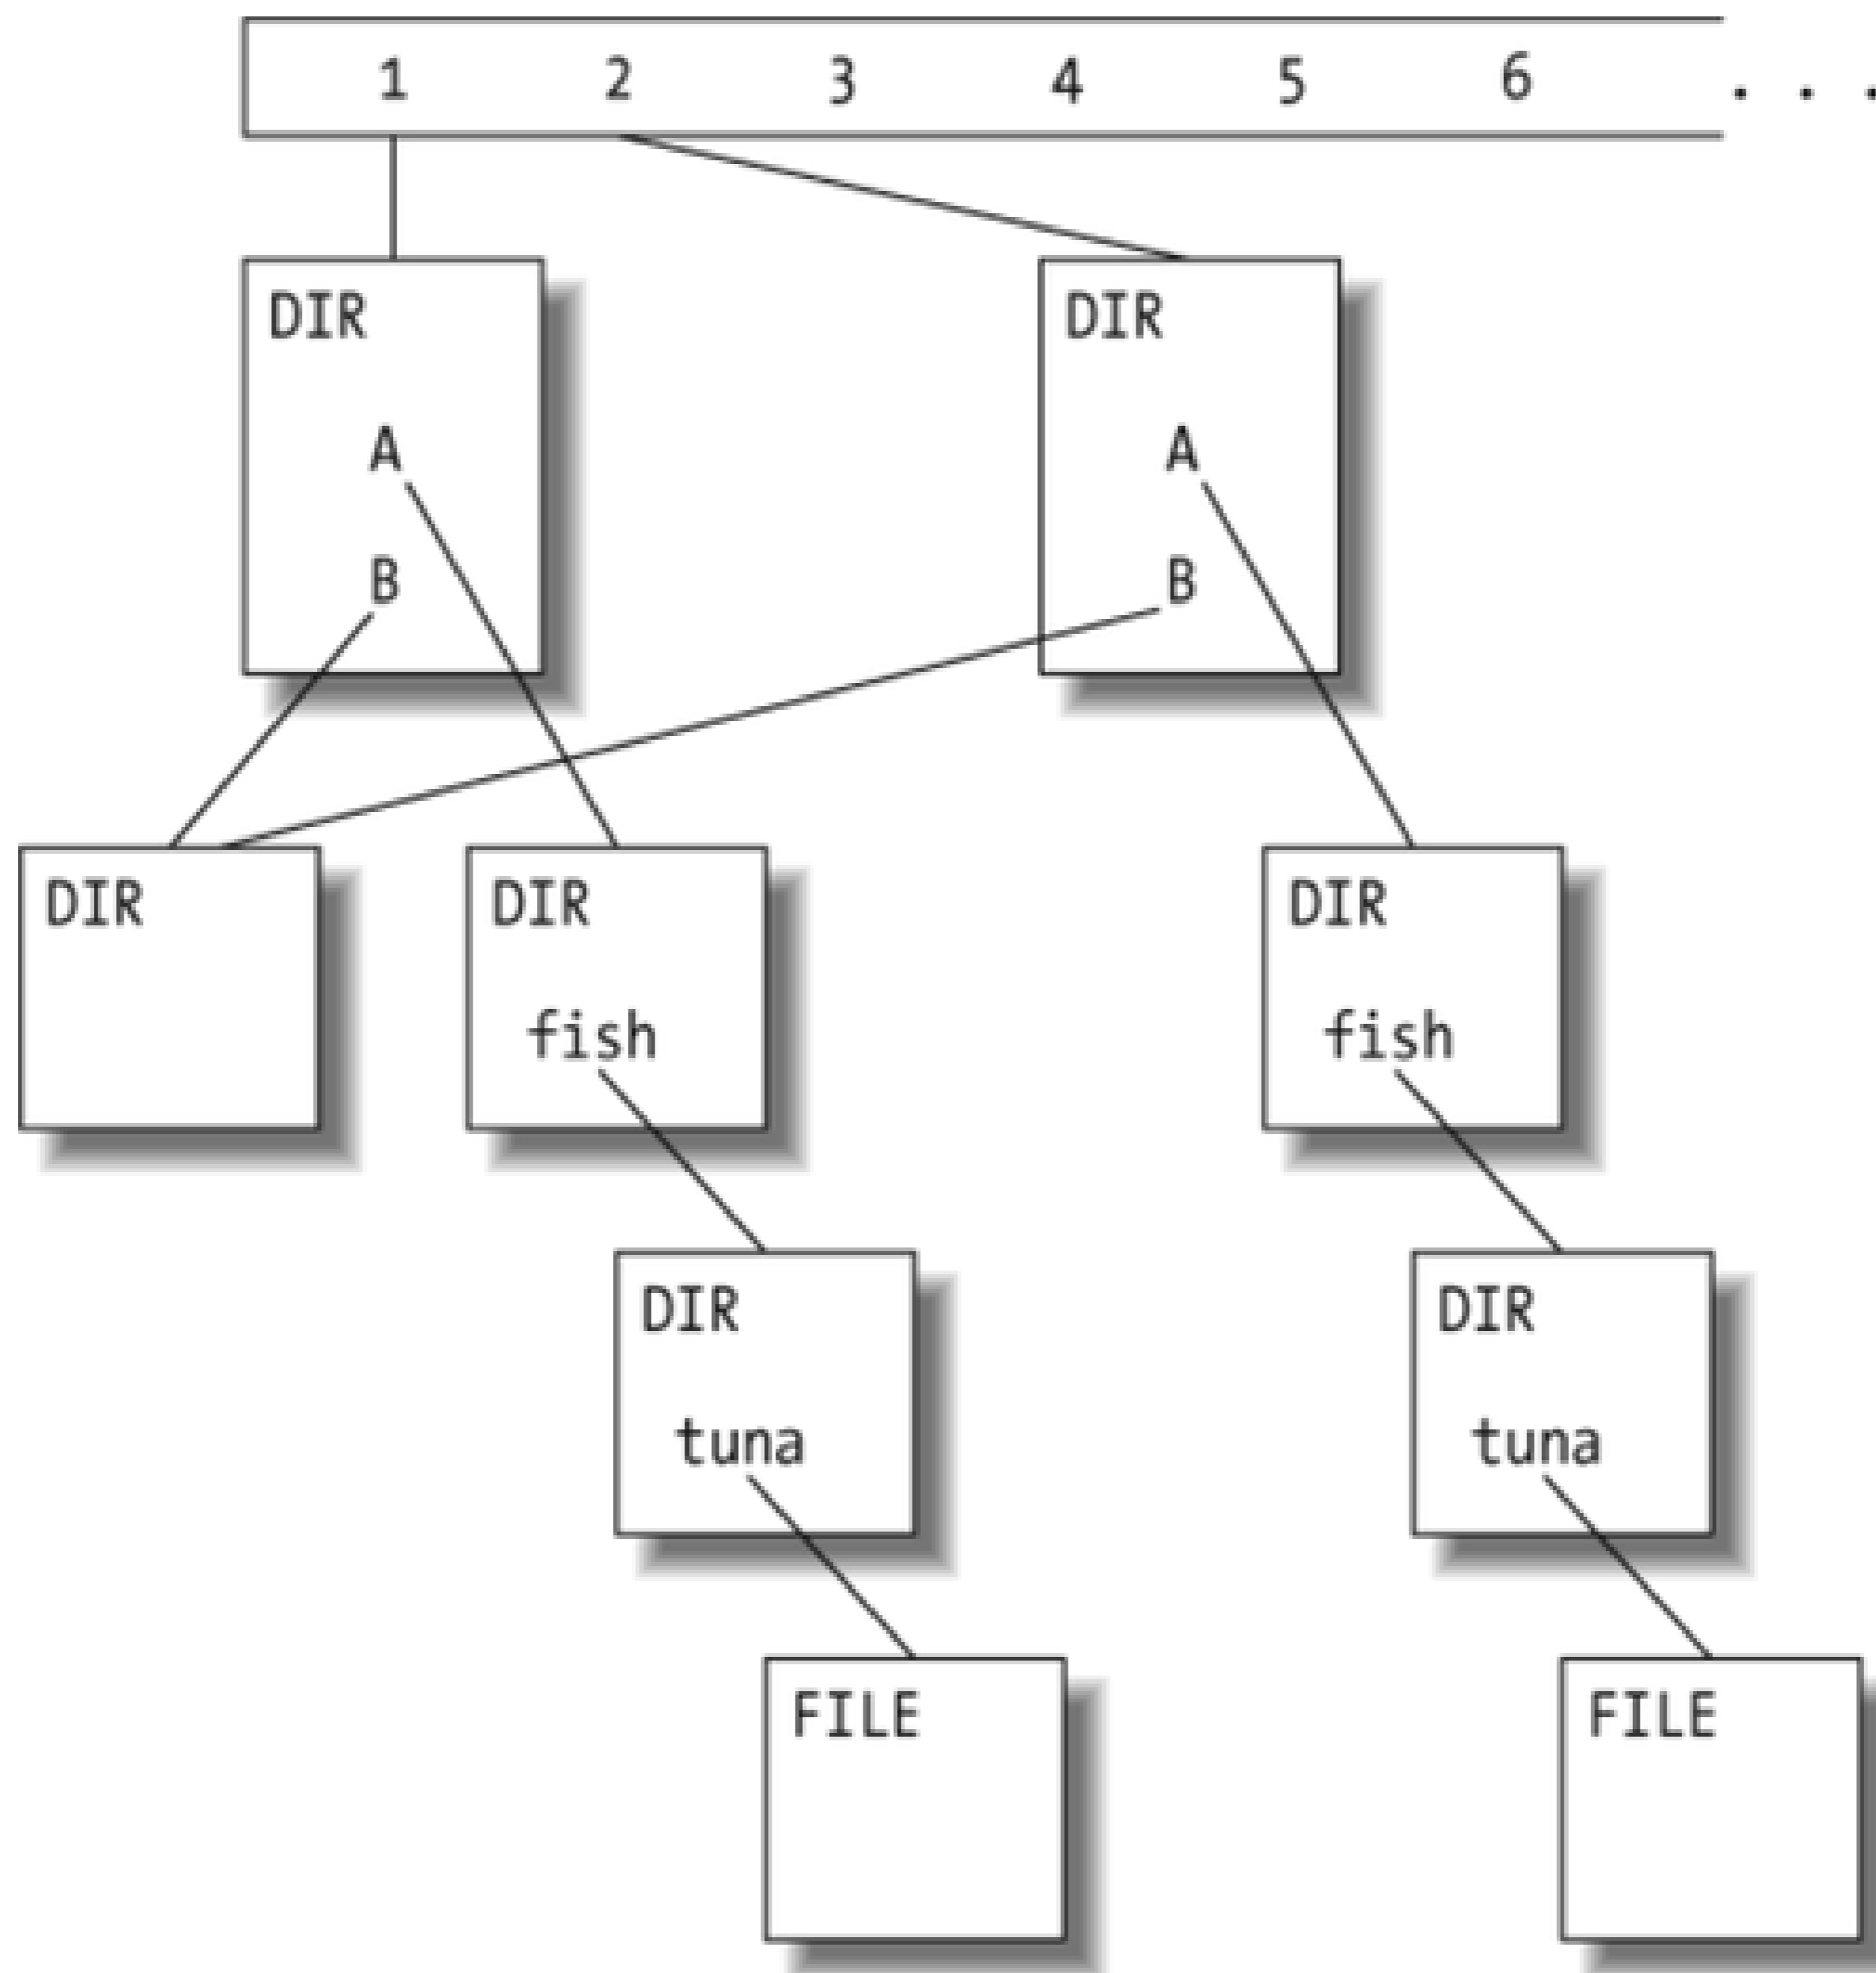 1 2 3 4 5 6 . . .
DIR DIR
A A
B B
DIR DIR DIR
fish fish
DIR DIR
tuna tuna
FILE FILE